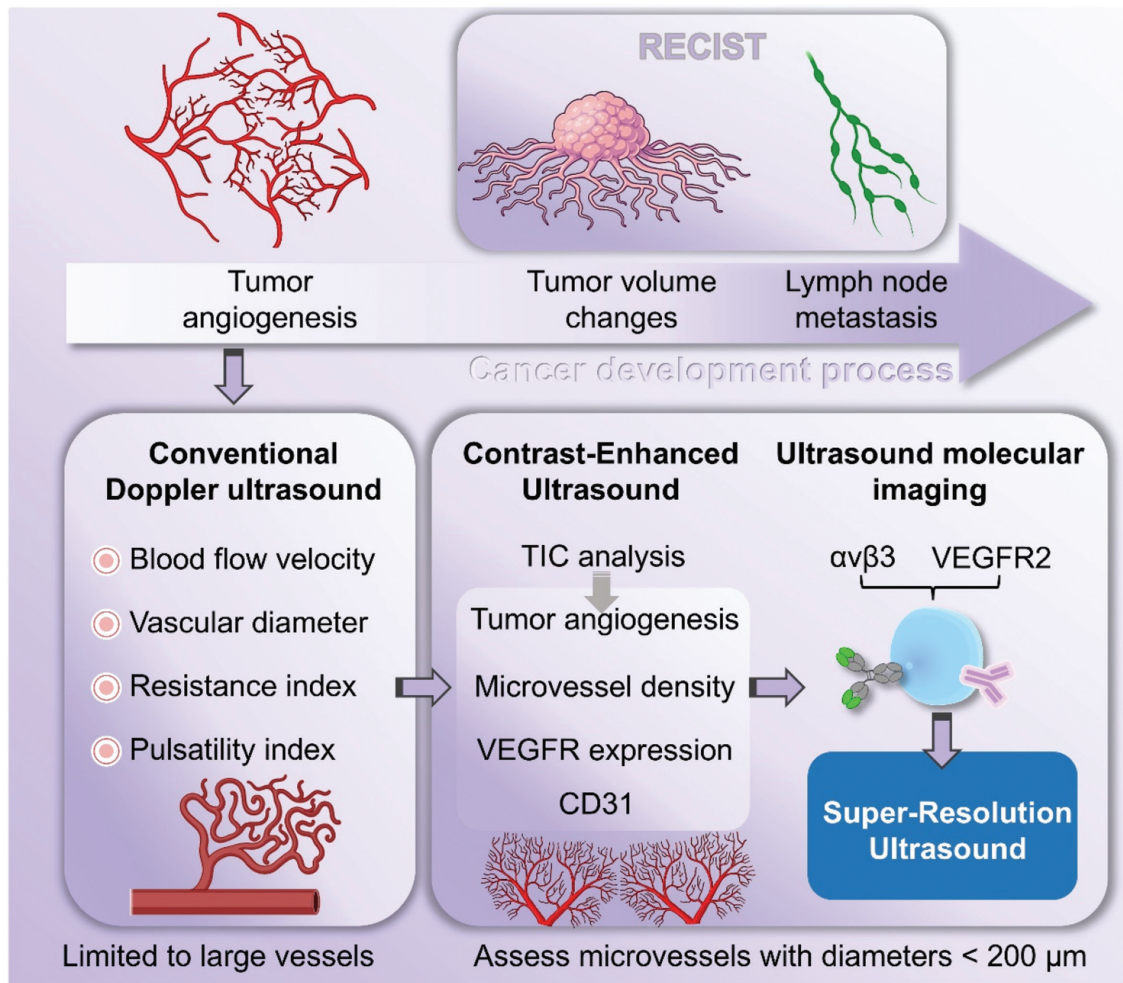 RECIST
Tumor
angiogenesis
Tumor volume
changes
Lymph node
metastasis
Cancer development process
Conventional
Doppler ultrasound
Blood flow velocity
Vascular diameter
Resistance index
Pulsatility index
Limited to large vessels
Contrast-Enhanced
Ultrasound
TIC analysis
Tumor angiogenesis
Microvessel density
VEGFR expression
CD31
Ultrasound molecular
imaging
αvβ3
VEGFR2
Super-Resolution
Ultrasound
Assess microvessels with diameters < 200 μm